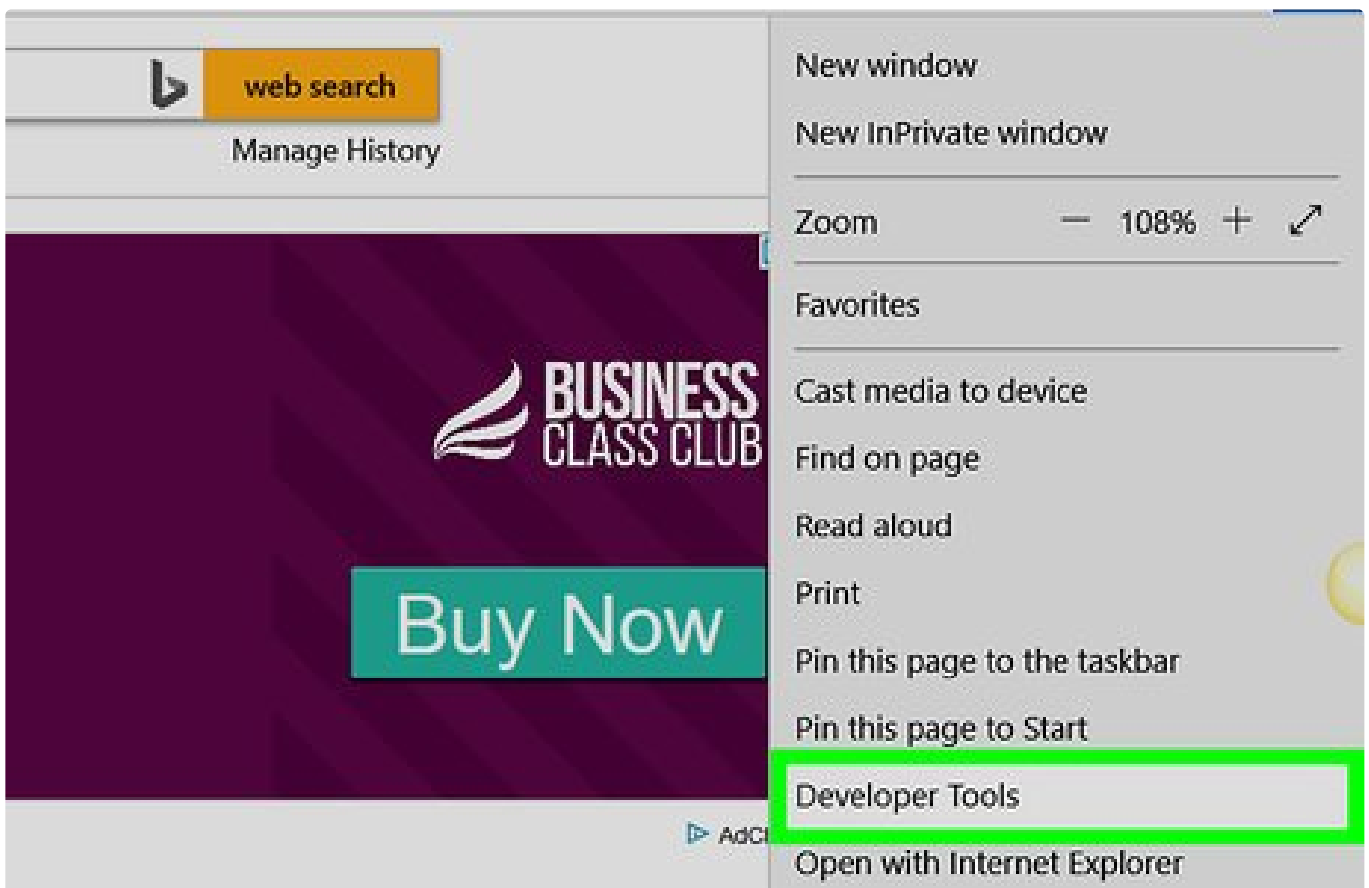 web search
Manage History
BUSINESS
CLASS CLUB
Buy Now
New window
New InPrivate window
Zoom — 108% +
Favorites
Cast media to device
Find on page
Read aloud
Print
Pin this page to the taskbar
Pin this page to Start
Developer Tools
Open with Internet Explorer